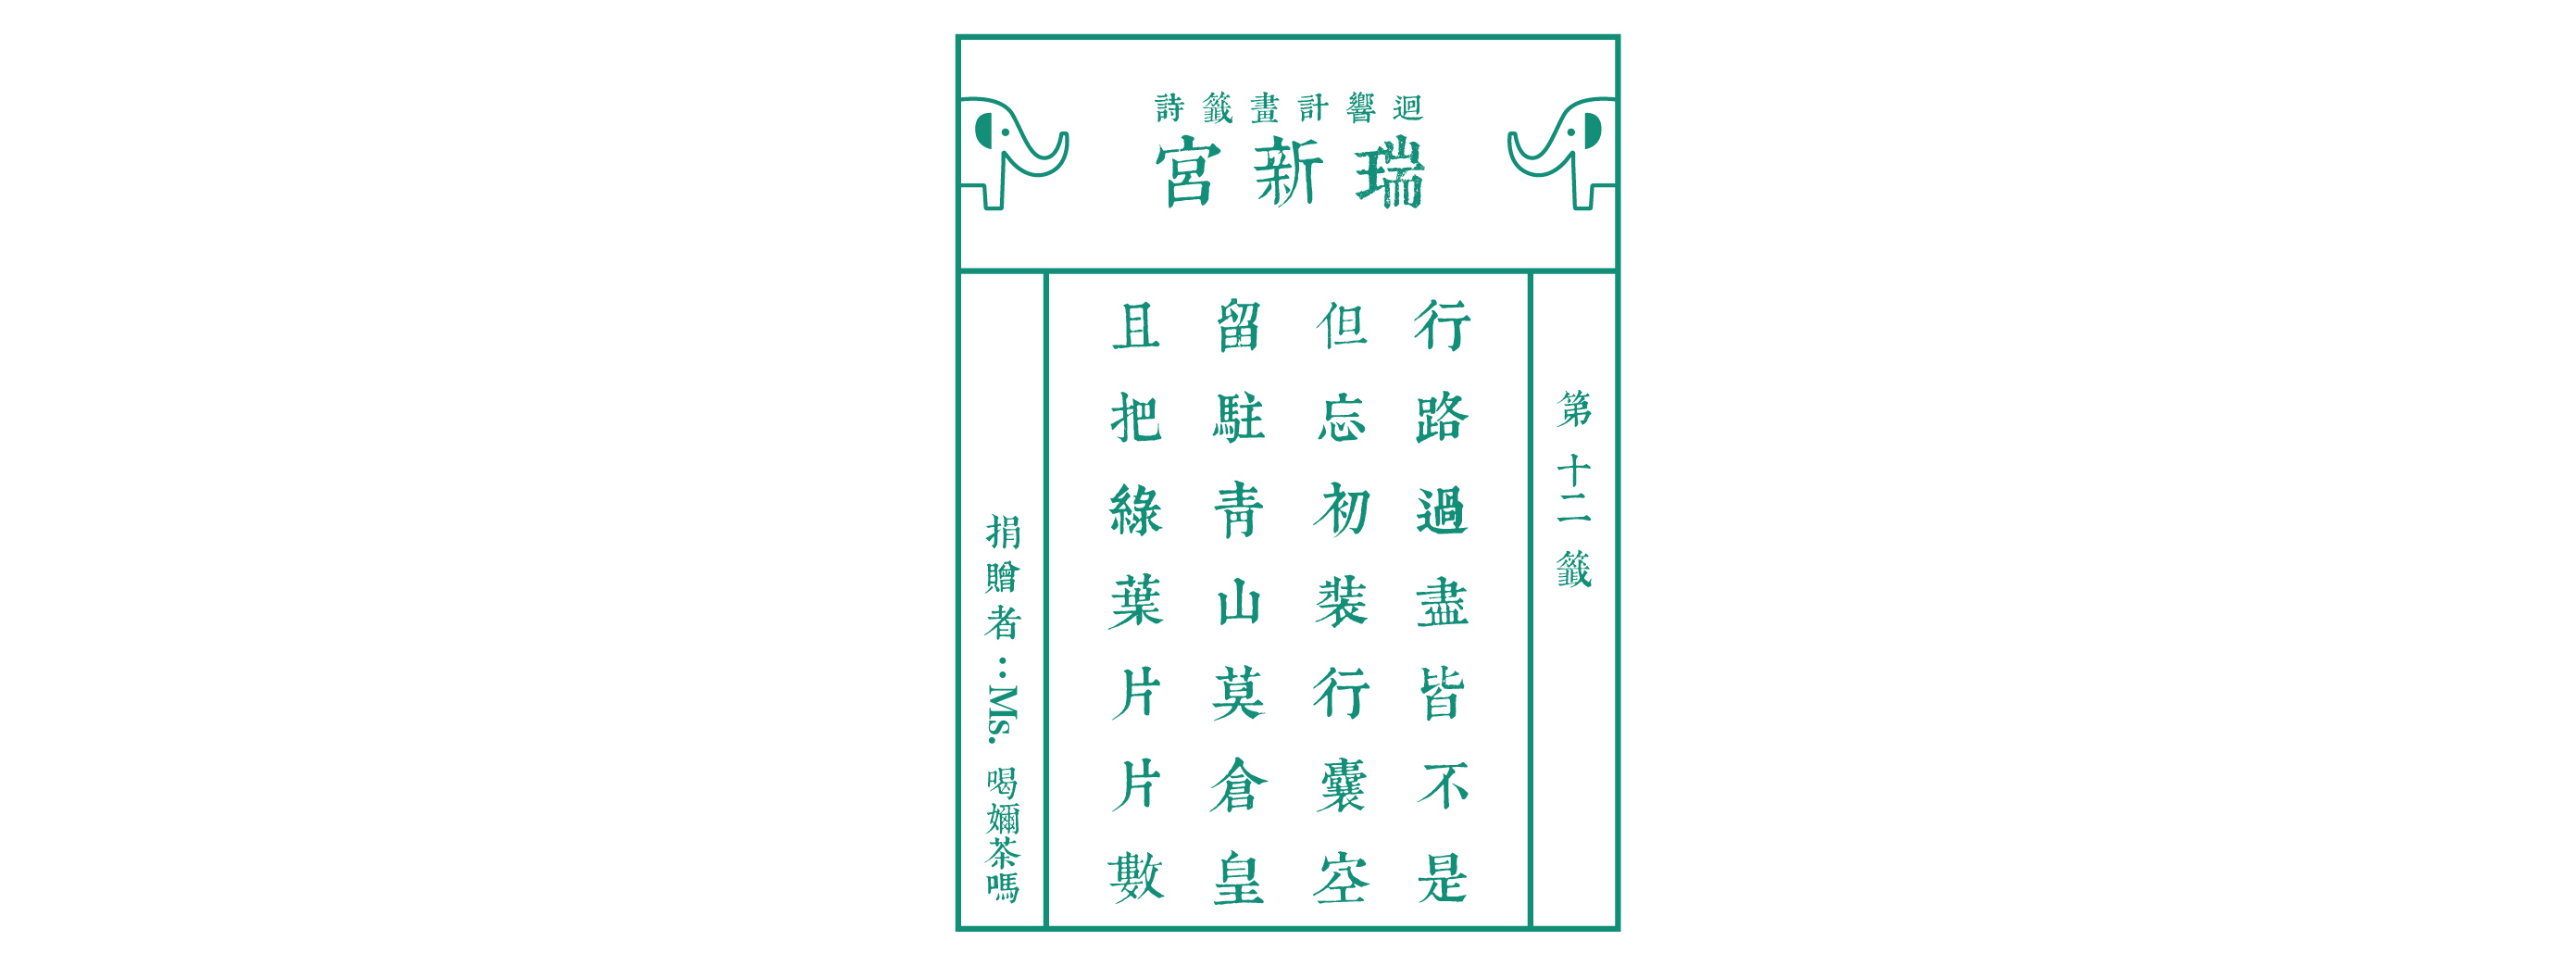 迴響計畫籤詩
瑞新宮
第十二籤
行路過盡皆不是
但忘初裝行囊空
留駐青山莫倉皇
且把綠葉片片數
捐贈者：Ms. 喝嬭茶嗎